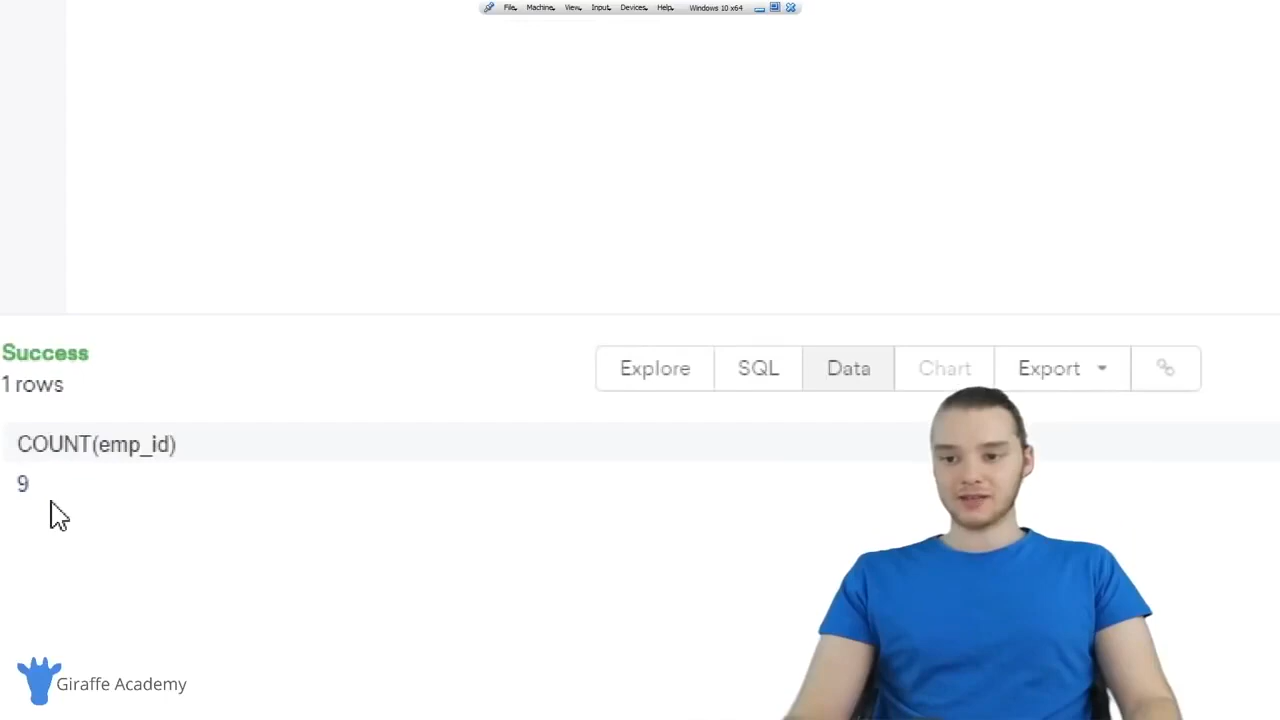 File Machine View Input Devices Help Windows 10 x64
Success
1 rows
Explore SQL Data Chart Export
COUNT(emp_id)
9
Giraffe Academy